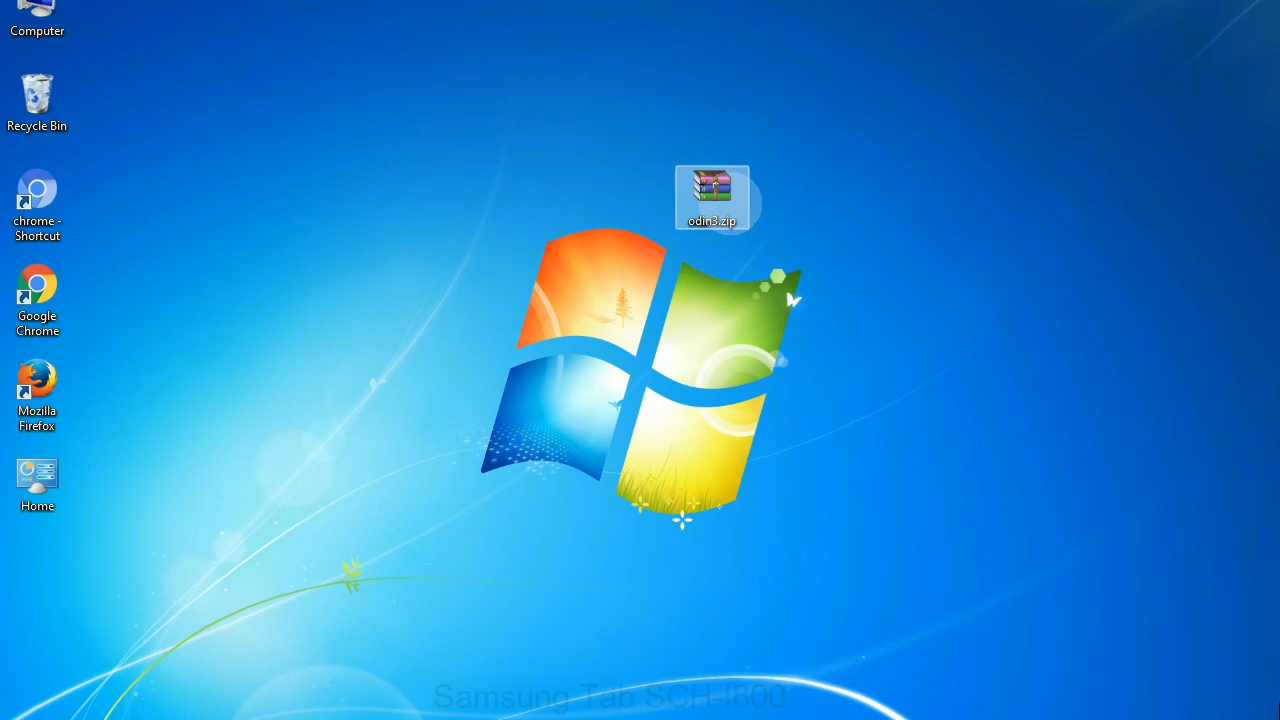 Computer
Recycle Bin
chrome -
Shortcut
Google
Chrome
Mozilla
Firefox
Home
odin3.zip
Samsung Tab SCH-I800